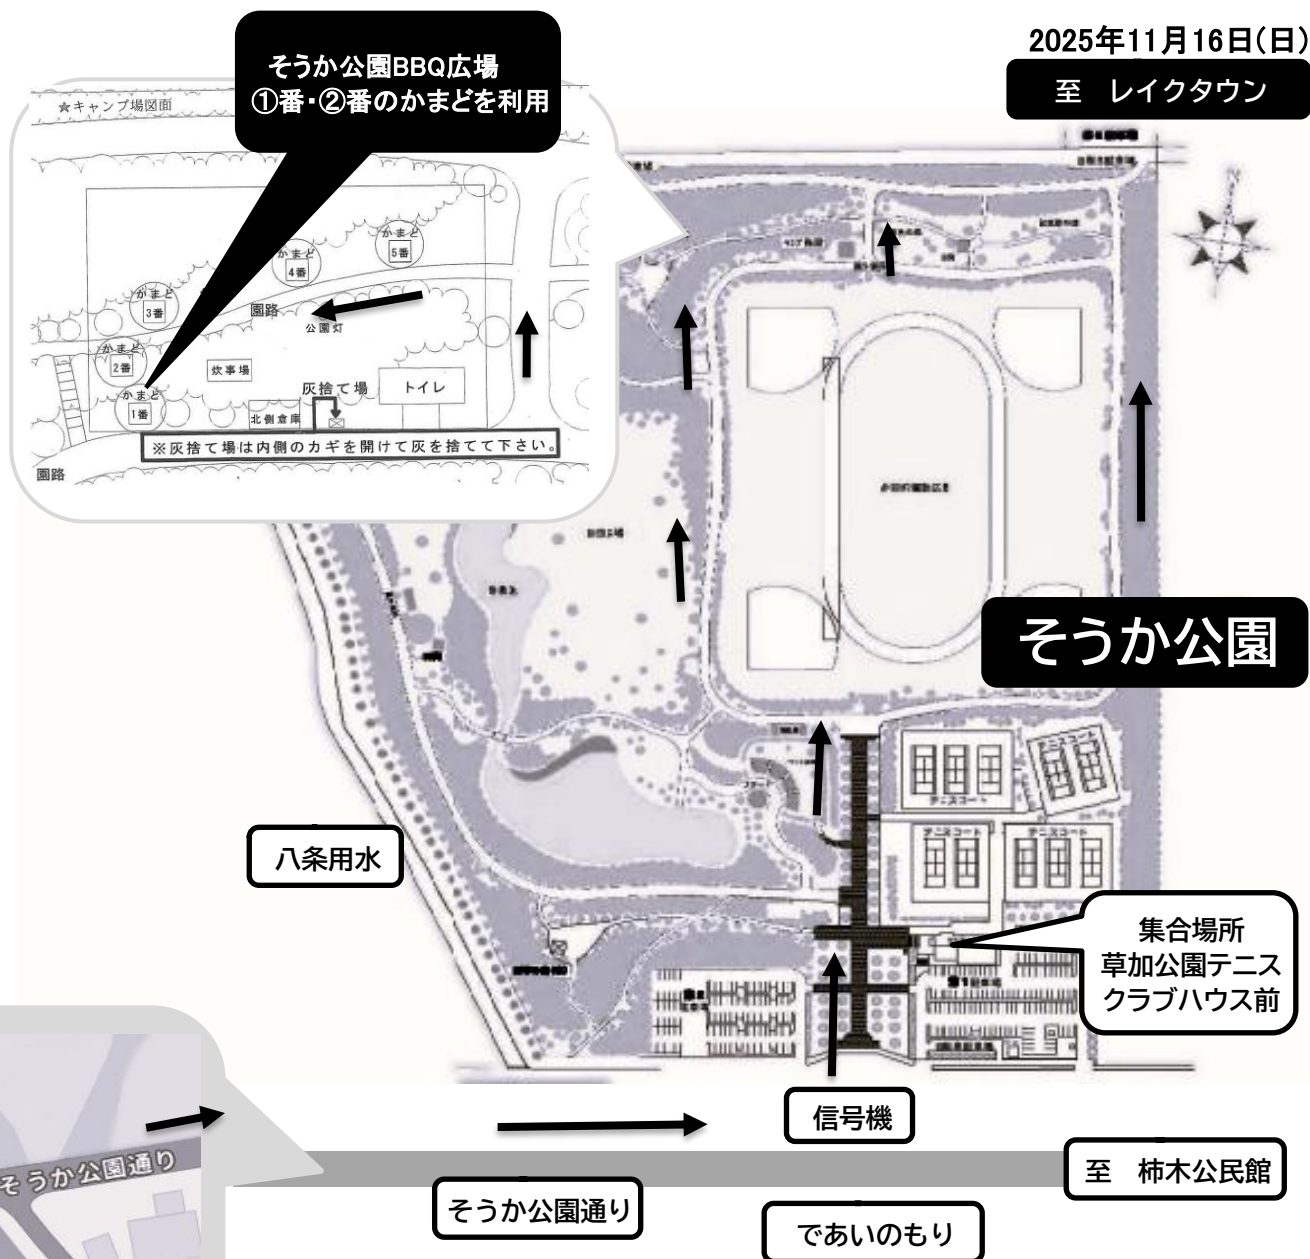 2025年11月16日(日)
至　レイクタウン
そうか公園BBQ広場
①番・②番のかまどを利用
★キャンプ場図面
かまど
5番
かまど
4番
かまど
3番
園路
公園灯
かまど
2番
炊事場
灰捨て場
トイレ
かまど
1番
北側倉庫
※灰捨て場は内側のカギを開けて灰を捨てて下さい。
園路
そうか公園
テニスコート
テニスコート
テニスコート
八条用水
集合場所
草加公園テニス
クラブハウス前
信号機
そうか公園通り
至　柿木公民館
そうか公園通り
であいのもり